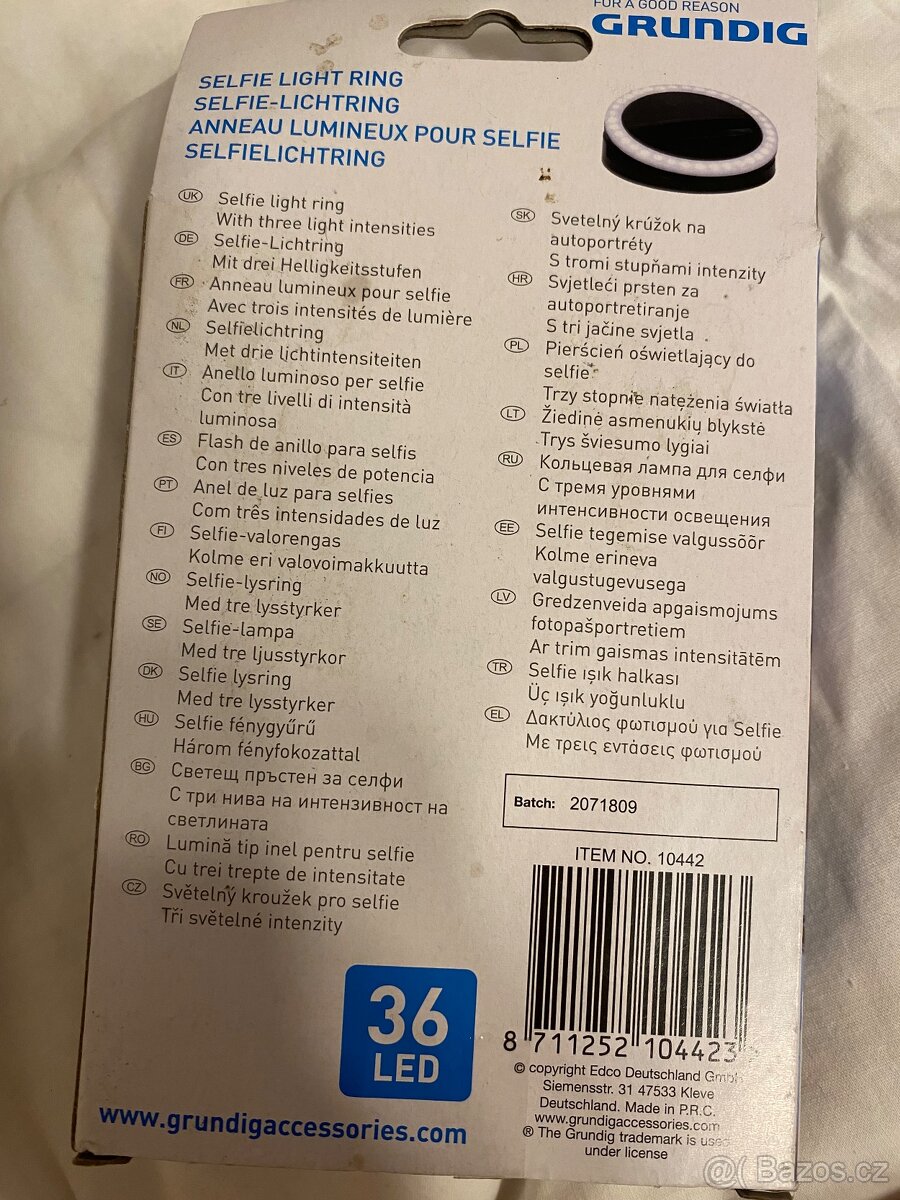 FOR A GOOD REASON
GRUNDIG
SELFIE LIGHT RING
SELFIE-LICHTRING
ANNEAU LUMINEUX POUR SELFIE
SELFIELICHTRING
UK Selfie light ring
With three light intensities
DE Selfie-Lichtring
Mit drei Helligkeitsstufen
FR Anneau lumineux pour selfie
Avec trois intensités de lumière
NL Selfielichtring
Met drie lichtintensiteiten
IT Anello luminoso per selfie
Con tre livelli di intensità
luminosa
ES Flash de anillo para selfis
Con tres niveles de potencia
PT Anel de luz para selfies
Com três intensidades de luz
FI Selfie-valorengas
Kolme eri valovoimakkuutta
NO Selfie-lysring
Med tre lysstyrker
SE Selfie-lampa
Med tre ljusstyrkor
DK Selfie lysring
Med tre lysstyrker
HU Selfie fénygyűrű
Három fényfokozattal
BG Светещ пръстен за селфи
С три нива на интензивност на
светлината
RO Lumină tip inel pentru selfie
Cu trei trepte de intensitate
CZ Světelný kroužek pro selfie
Tři světelné intenzity
SK Svetelný krúžok na
autoportréty
S tromi stupňami intenzity
HR Svjetleći prsten za
autoportretiranje
S tri jačine svjetla
PL Pierścień oświetlający do
selfie
Trzy stopnie natężenia światła
LT Žiedinė asmenukių blykstė
Trys šviesumo lygiai
RU Кольцевая лампа для селфи
С тремя уровнями
интенсивности освещения
EE Selfie tegemise valgussõõr
Kolme erineva
valgustugevusega
LV Gredzenveida apgaismojums
fotopašportretiem
Ar trim gaismas intensitātēm
TR Selfie ışık halkası
Üç ışık yoğunluklu
EL Δακτύλιος φωτισμού για Selfie
Με τρεις εντάσεις φωτισμού
Batch: 2071809
ITEM NO. 10442
8 711252 104423
36
LED
© copyright Edco Deutschland GmbH
Siemensstr. 31 47533 Kleve
Deutschland. Made in P.R.C.
www.grundigaccessories.com
® The Grundig trademark is used
under license
www.grundigaccessories.com
@( Bazos.cz